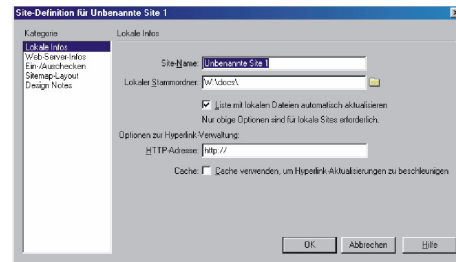 Site-Definition für Unbenannte Site 1
Kategorie
Lokale Infos
Web-Server-Infos
Ein-/Auschecken
Sitemap-Layout
Design Notes
Lokale Infos
Site-Name: Unbenannte Site 1
Lokaler Stammordner: W:\docs\
Liste mit lokalen Dateien automatisch aktualisieren
Nur obige Optionen sind für lokale Sites erforderlich.
Optionen zur Hyperlink-Verwaltung:
HTTP-Adresse: http://
Cache: Cache verwenden, um Hyperlink-Aktualisierungen zu beschleunigen
OK Abbrechen Hilfe